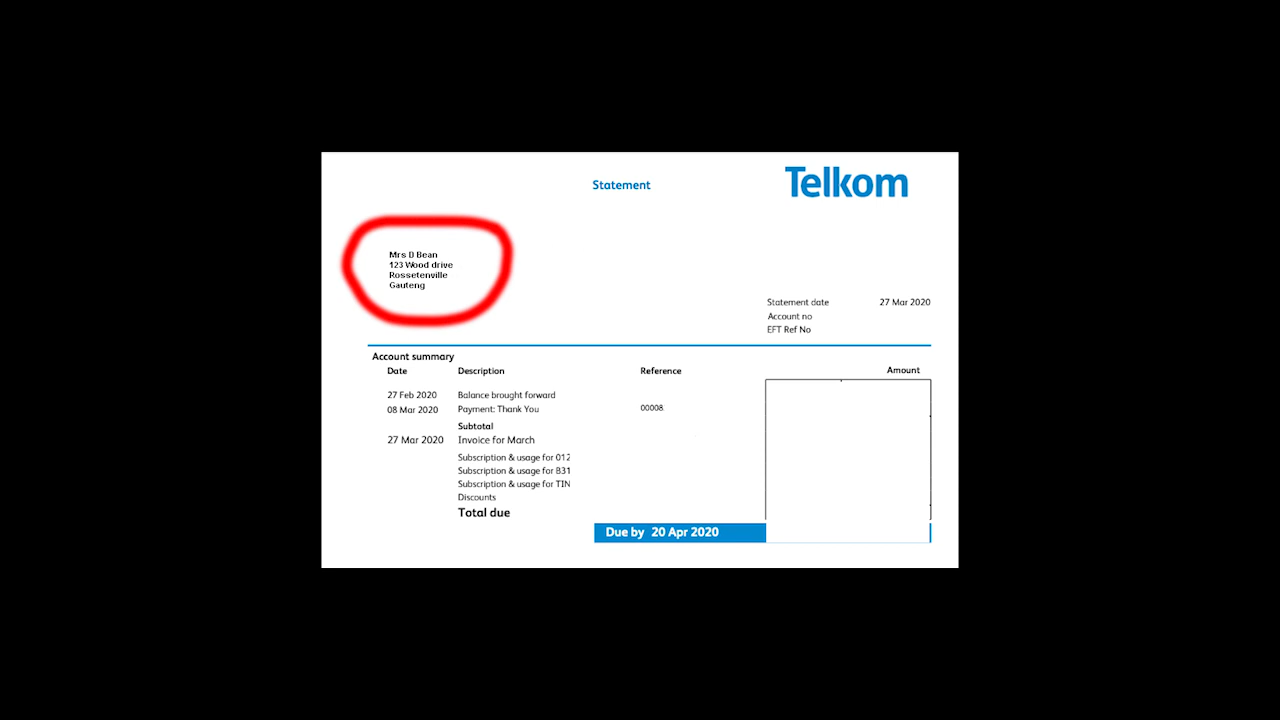 Statement
Telkom
Mrs D Bean
123 Wood drive
Rossetenville
Gauteng
Statement date 27 Mar 2020
Account no
EFT Ref No
Account summary
Date Description Reference Amount
27 Feb 2020 Balance brought forward
08 Mar 2020 Payment: Thank You 00008
Subtotal
27 Mar 2020 Invoice for March
Subscription & usage for 012
Subscription & usage for B31
Subscription & usage for TIN
Discounts
Total due
Due by 20 Apr 2020